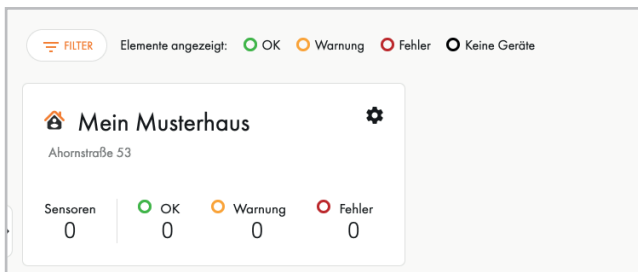 FILTER Elemente angezeigt: OK Warnung Fehler Keine Geräte
Mein Musterhaus
Ahornstraße 53
Sensoren OK Warnung Fehler
0 0 0 0